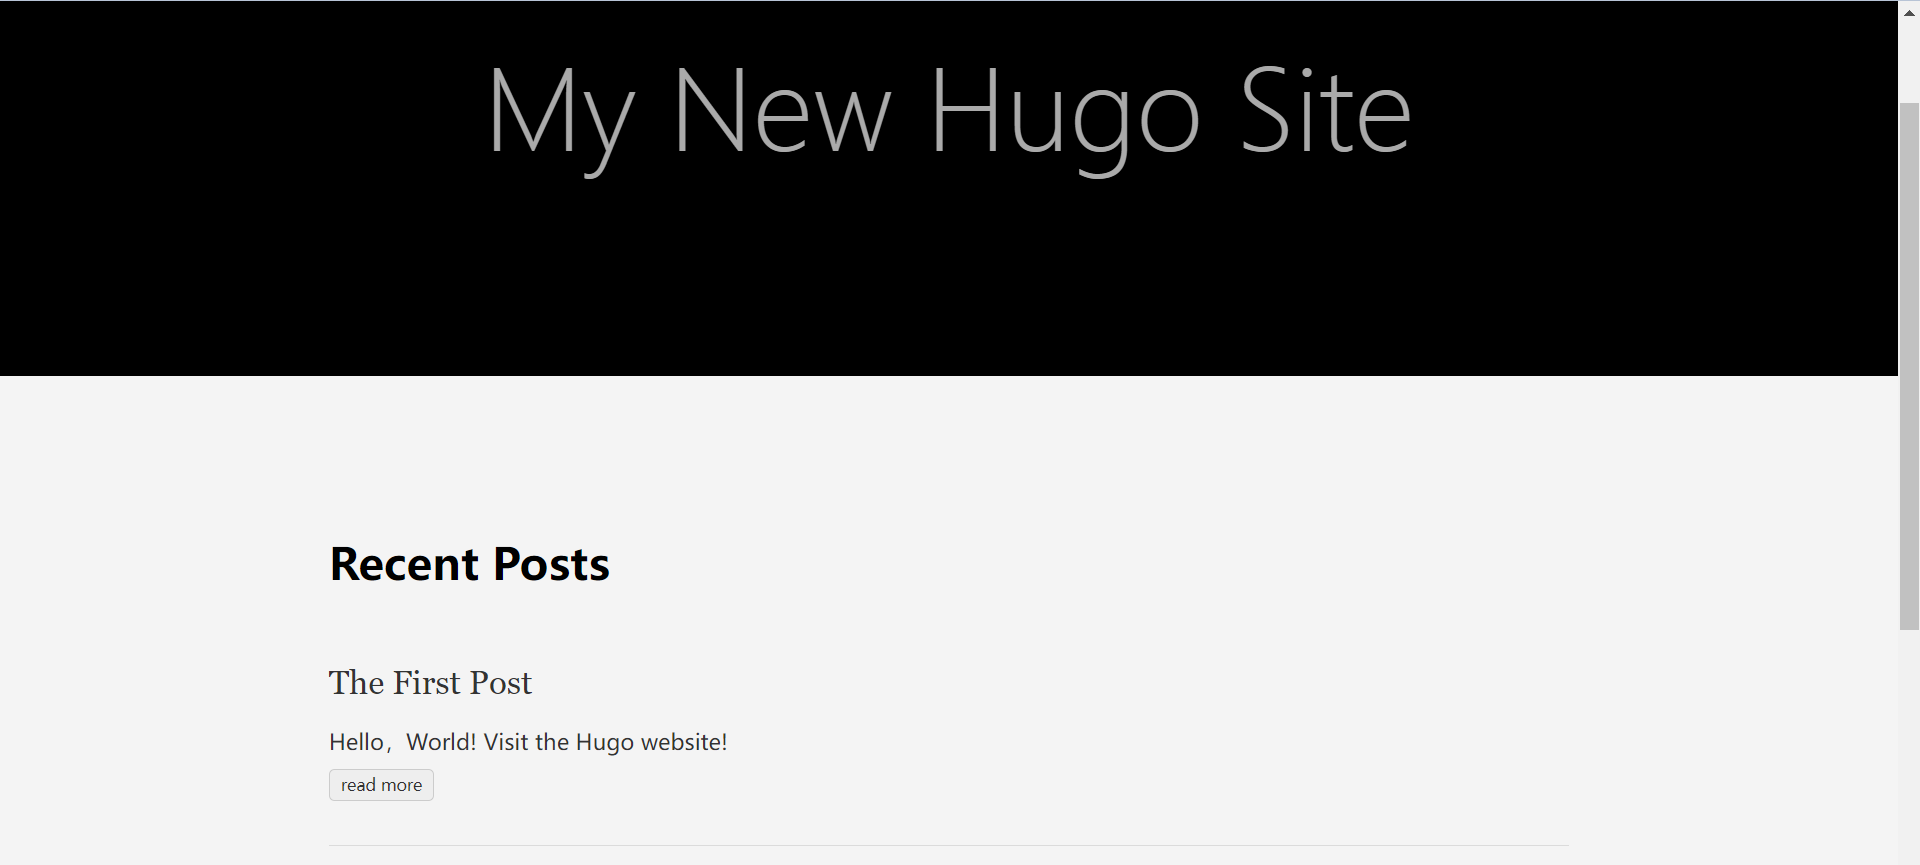 My New Hugo Site
Recent Posts
The First Post
Hello，World! Visit the Hugo website!
read more